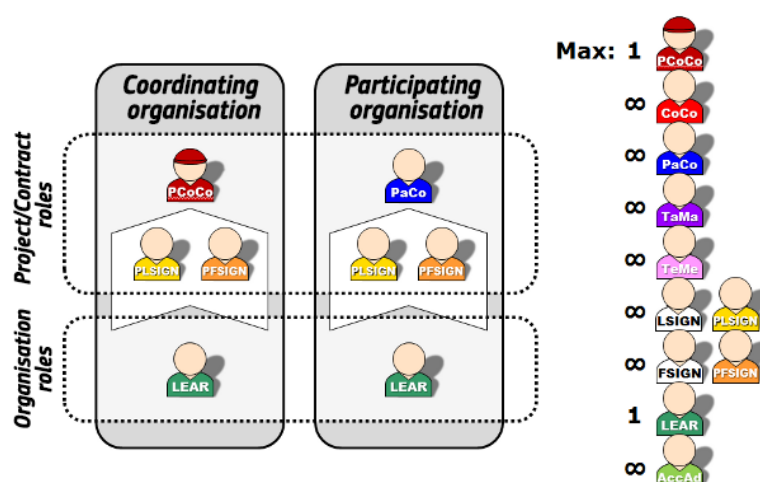 Coordinating
organisation
Participating
organisation
Project/Contract
roles
PCoCo
PaCo
PLSIGN
PFSIGN
PLSIGN
PFSIGN
Organisation
roles
LEAR
LEAR
Max: 1
PCoCo
∞
CoCo
∞
PaCo
∞
TaMa
∞
TeMe
∞
LSIGN
PLSIGN
∞
FSIGN
PFSIGN
1
LEAR
∞
AccAd